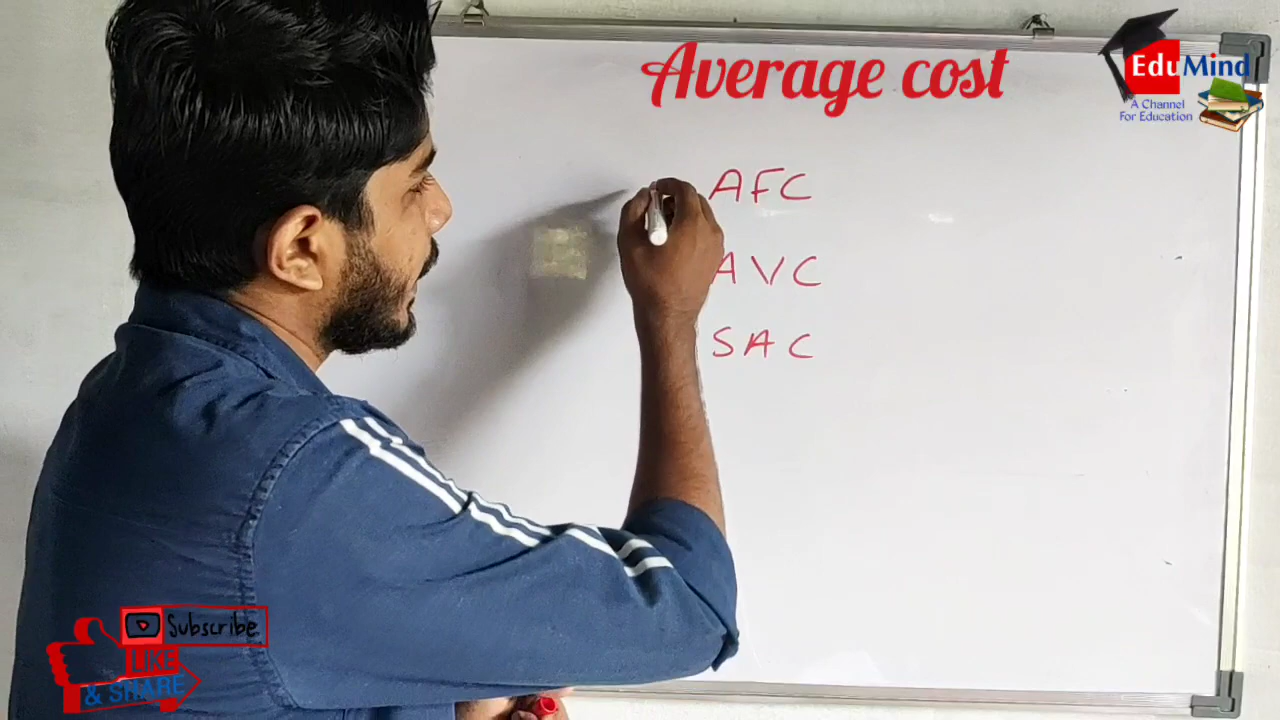 Average cost
EduMind
A Channel
For Education
AFC
AVC
SAC
Subscribe
LIKE
& SHARE